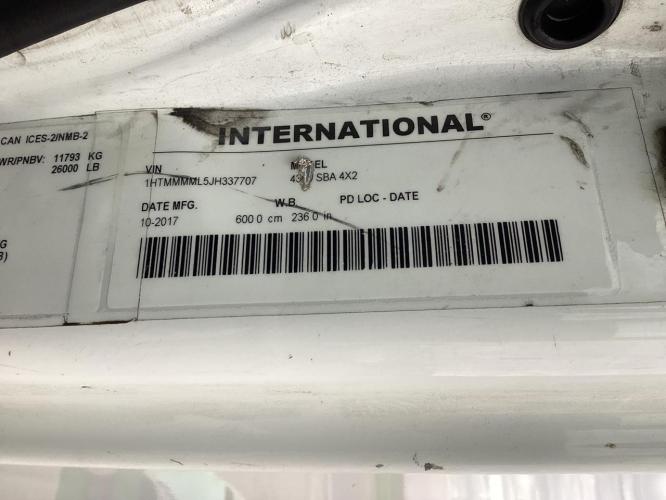 CAN ICES-2/NMB-2
WR/PNBV: 11793 KG
26000 LB
G
B)
INTERNATIONAL®
VIN
1HTMMMML5JH337707
SBA 4X2
DATE MFG.
W.B.
PD LOC - DATE
10-2017
600 0 cm 236 0 in